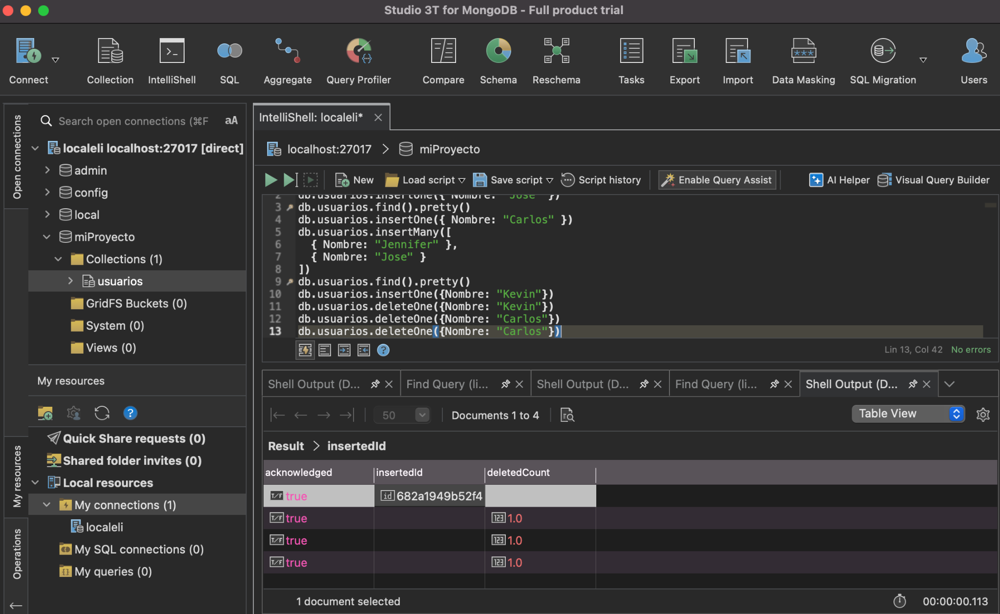 Studio 3T for MongoDB - Full product trial
Connect
Collection
IntelliShell
SQL
Aggregate
Query Profiler
Compare
Schema
Reschema
Tasks
Export
Import
Data Masking
SQL Migration
Users
Open connections
Search open connections (⌘F
aA
localeli localhost:27017 [direct]
admin
config
local
miProyecto
Collections (1)
usuarios
GridFS Buckets (0)
System (0)
Views (0)
My resources
My resources
Quick Share requests (0)
Shared folder invites (0)
Local resources
My connections (1)
localeli
My SQL connections (0)
My queries (0)
Operations
IntelliShell: localeli*
localhost:27017 > miProyecto
New
Load script
Save script
Script history
Enable Query Assist
AI Helper
Visual Query Builder
2 db.usuarios.insertOne({ Nombre: "Jose" })
3 db.usuarios.find().pretty()
4 db.usuarios.insertOne({ Nombre: "Carlos" })
5 db.usuarios.insertMany([
6 { Nombre: "Jennifer" },
7 { Nombre: "Jose" }
8 ])
9 db.usuarios.find().pretty()
10 db.usuarios.insertOne({Nombre: "Kevin"})
11 db.usuarios.deleteOne({Nombre: "Kevin"})
12 db.usuarios.deleteOne({Nombre: "Carlos"})
13 db.usuarios.deleteOne({Nombre: "Carlos"})
Lin 13, Col 42 No errors
Shell Output (D...
Find Query (li...
Shell Output (D...
Find Query (li...
Shell Output (D...
50
Documents 1 to 4
Table View
Result > insertedId
acknowledged insertedId deletedCount
T/F true id 682a1949b52f4
T/F true 123 1.0
T/F true 123 1.0
T/F true 123 1.0
1 document selected
00:00:00.113